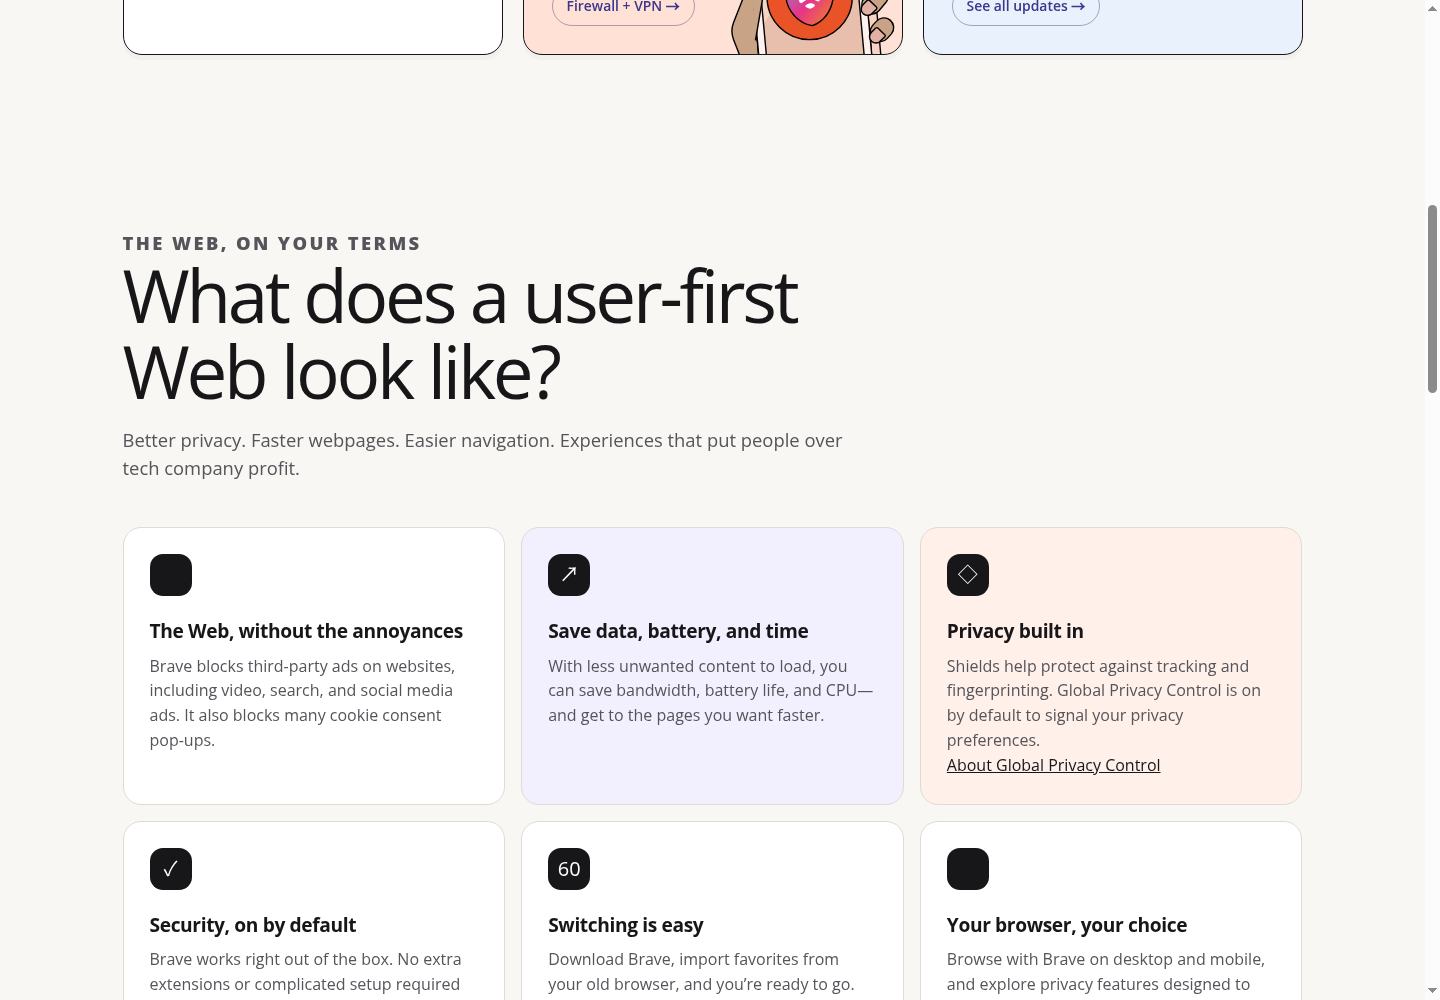 Firewall + VPN →
See all updates →
THE WEB, ON YOUR TERMS
What does a user-first
Web look like?
Better privacy. Faster webpages. Easier navigation. Experiences that put people over
tech company profit.
The Web, without the annoyances
Brave blocks third-party ads on websites,
including video, search, and social media
ads. It also blocks many cookie consent
pop-ups.
↗
Save data, battery, and time
With less unwanted content to load, you
can save bandwidth, battery life, and CPU—
and get to the pages you want faster.
◇
Privacy built in
Shields help protect against tracking and
fingerprinting. Global Privacy Control is on
by default to signal your privacy
preferences.
About Global Privacy Control
✓
Security, on by default
Brave works right out of the box. No extra
extensions or complicated setup required
60
Switching is easy
Download Brave, import favorites from
your old browser, and you’re ready to go.
Your browser, your choice
Browse with Brave on desktop and mobile,
and explore privacy features designed to